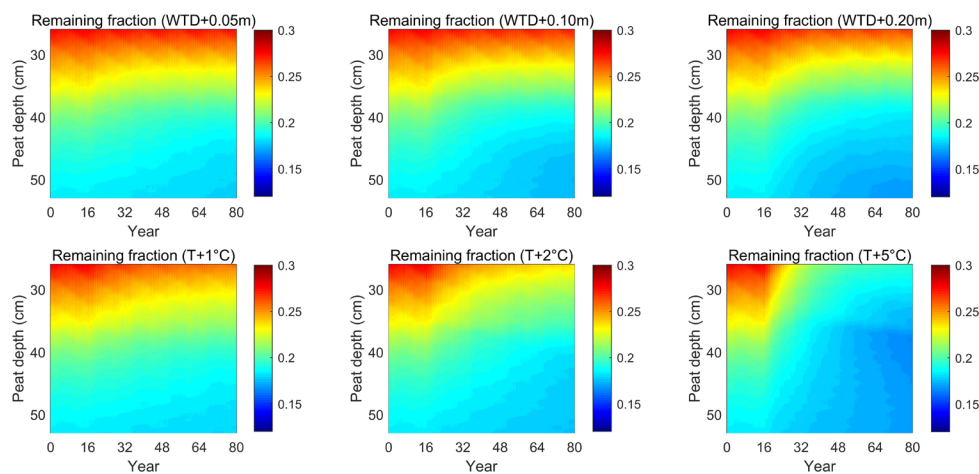 Remaining fraction (WTD+0.05m)
0.3
0.25
0.2
0.15
30
40
50
Peat depth (cm)
0 16 32 48 64 80
Year
Remaining fraction (WTD+0.10m)
0.3
0.25
0.2
0.15
30
40
50
Peat depth (cm)
0 16 32 48 64 80
Year
Remaining fraction (WTD+0.20m)
0.3
0.25
0.2
0.15
30
40
50
Peat depth (cm)
0 16 32 48 64 80
Year
Remaining fraction (T+1°C)
0.3
0.25
0.2
0.15
30
40
50
Peat depth (cm)
0 16 32 48 64 80
Year
Remaining fraction (T+2°C)
0.3
0.25
0.2
0.15
30
40
50
Peat depth (cm)
0 16 32 48 64 80
Year
Remaining fraction (T+5°C)
0.3
0.25
0.2
0.15
30
40
50
Peat depth (cm)
0 16 32 48 64 80
Year